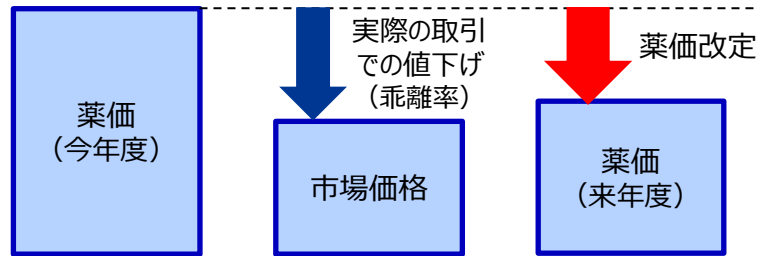 薬価
（今年度）
実際の取引
での値下げ
（乖離率）
市場価格
薬価改定
薬価
（来年度）